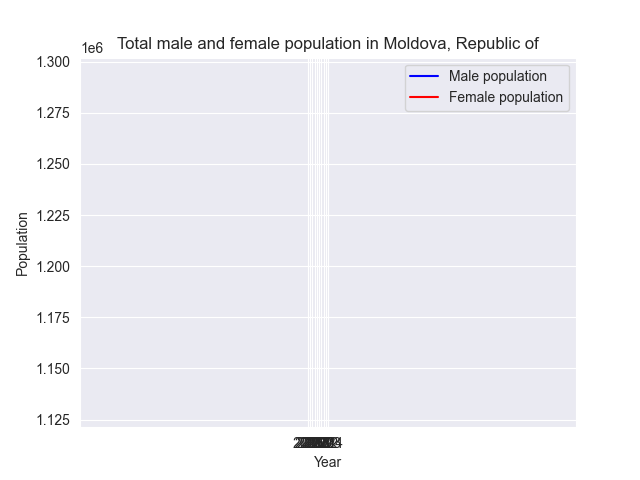 Total male and female population in Moldova, Republic of
1e6
1.300
Male population
Female population
1.275
1.250
1.225
1.200
1.175
1.150
1.125
Population
Year